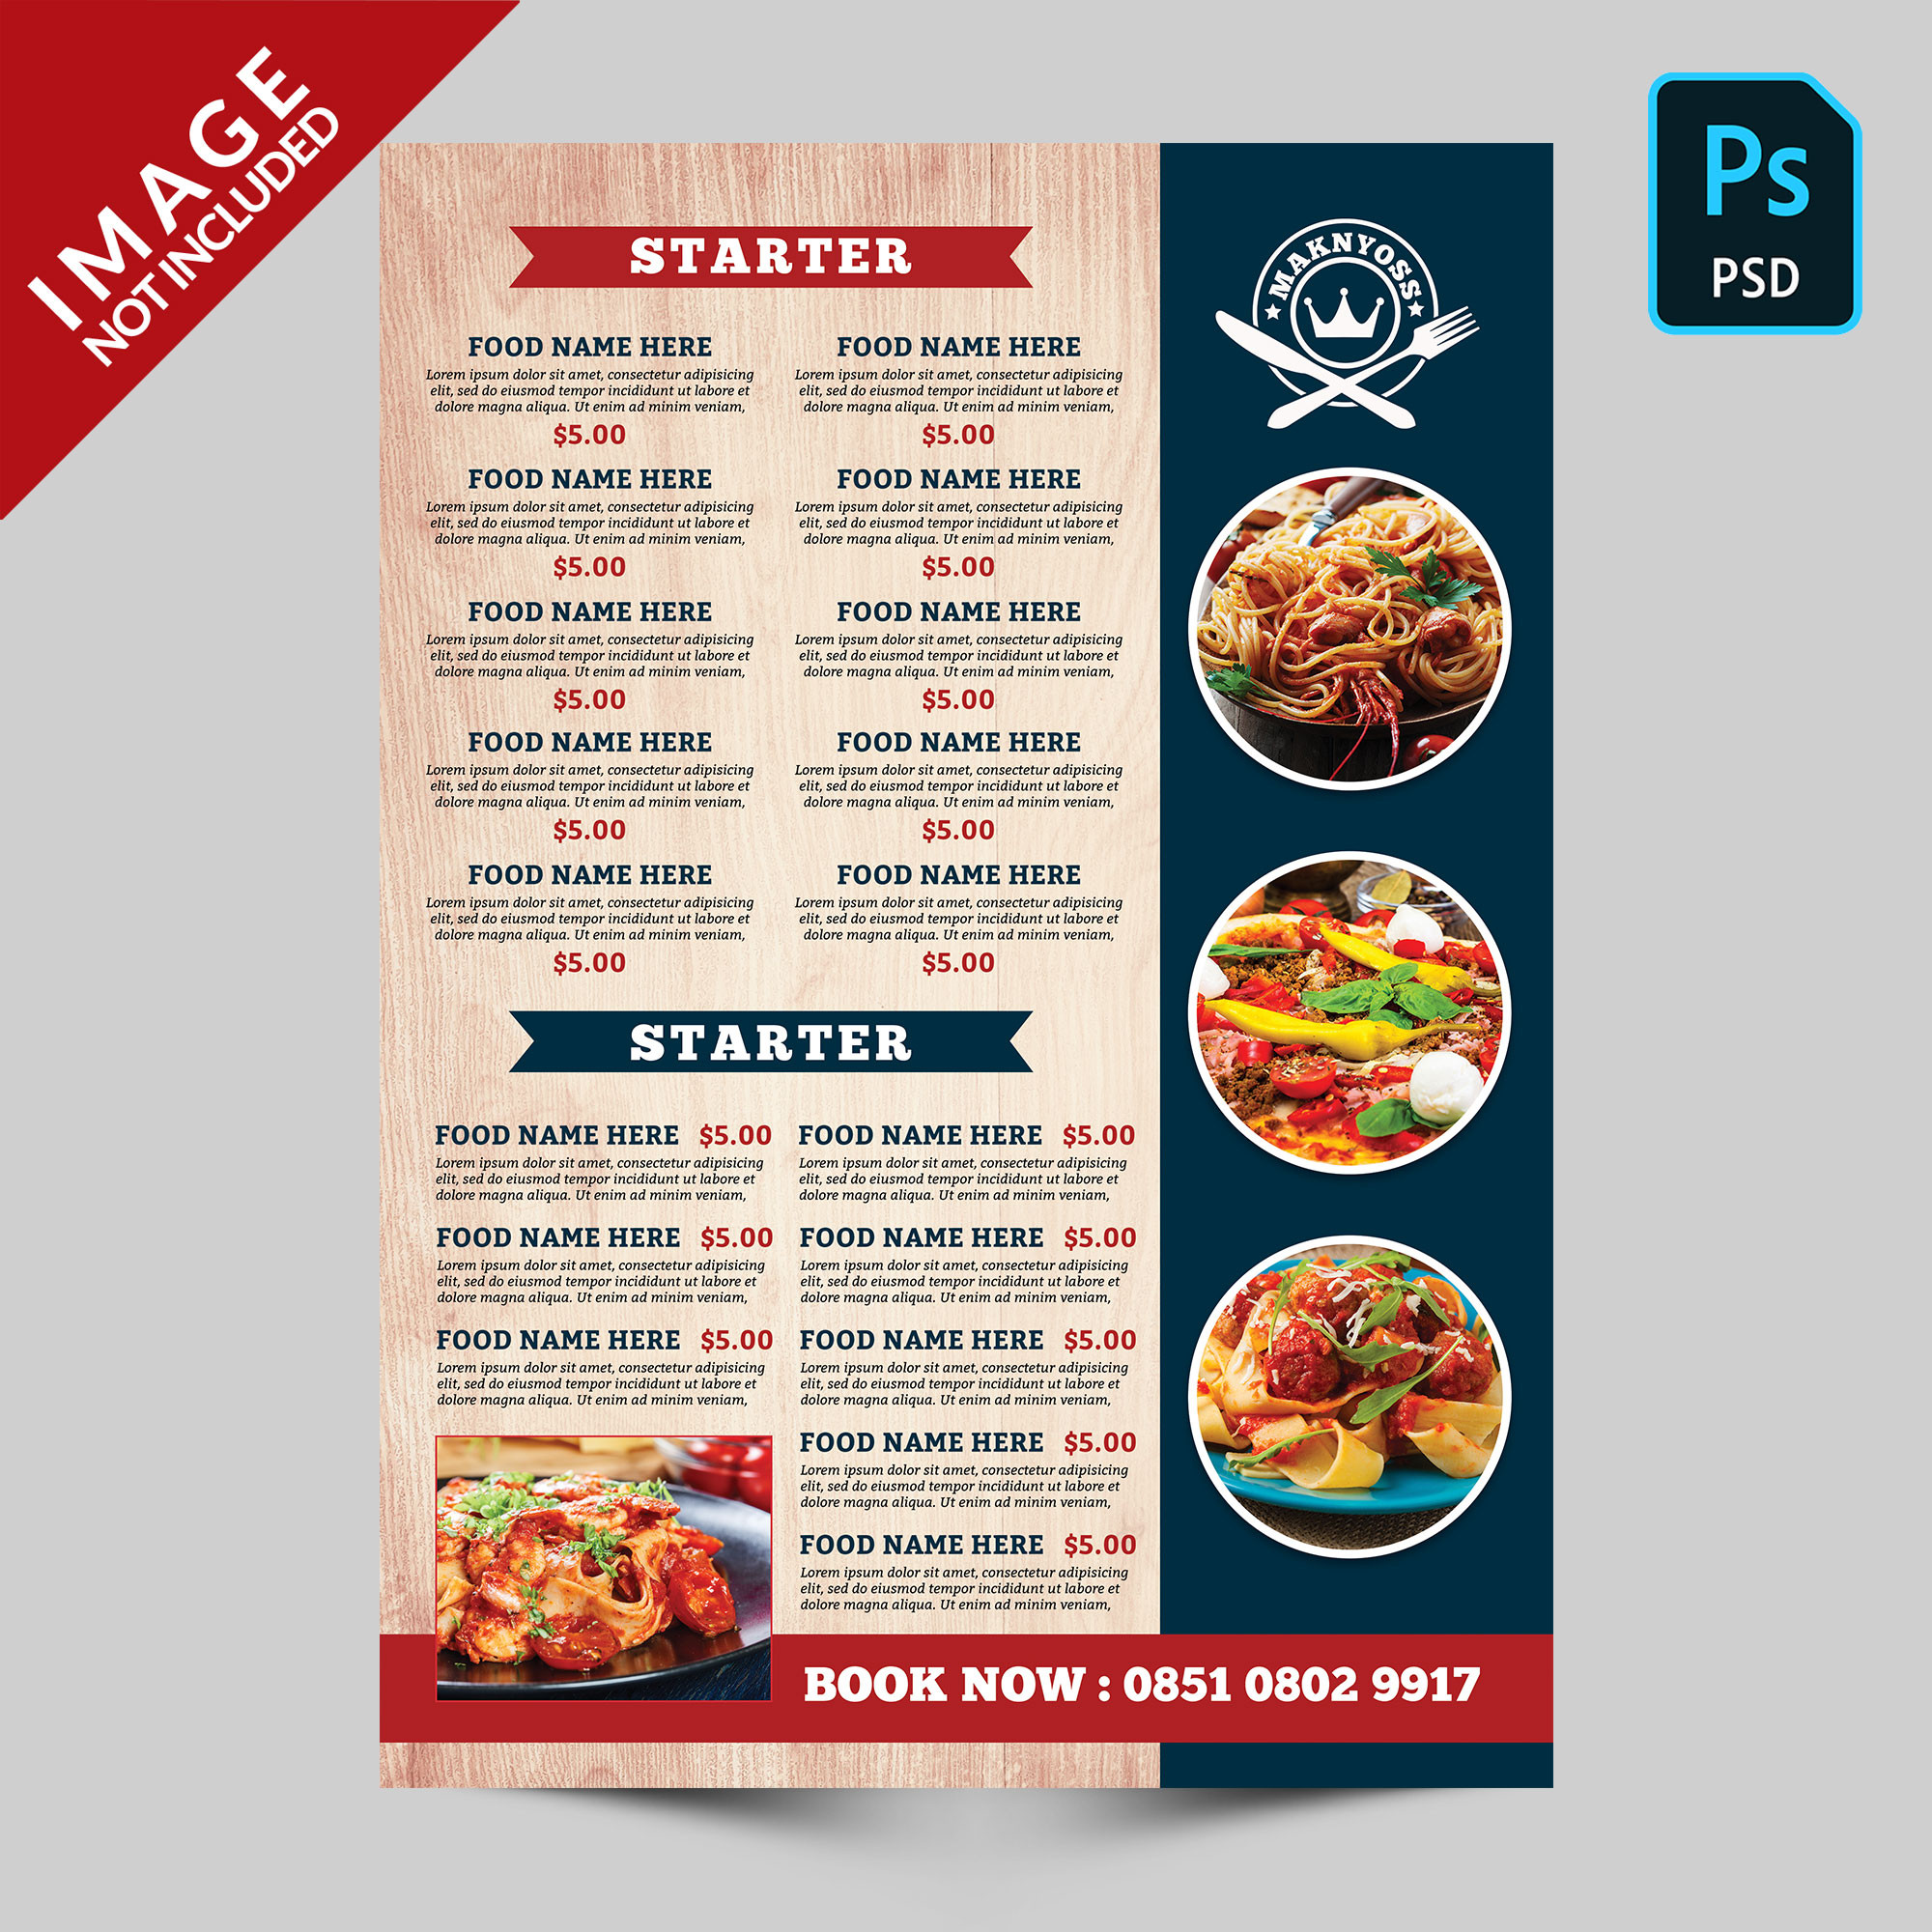 IMAGE
NOT INCLUDED
Ps
PSD
MAKNYOSS
STARTER
FOOD NAME HERE
Lorem ipsum dolor sit amet, consectetur adipisicing
elit, sed do eiusmod tempor incididunt ut labore et
dolore magna aliqua. Ut enim ad minim veniam,
$5.00
FOOD NAME HERE
Lorem ipsum dolor sit amet, consectetur adipisicing
elit, sed do eiusmod tempor incididunt ut labore et
dolore magna aliqua. Ut enim ad minim veniam,
$5.00
FOOD NAME HERE
Lorem ipsum dolor sit amet, consectetur adipisicing
elit, sed do eiusmod tempor incididunt ut labore et
dolore magna aliqua. Ut enim ad minim veniam,
$5.00
FOOD NAME HERE
Lorem ipsum dolor sit amet, consectetur adipisicing
elit, sed do eiusmod tempor incididunt ut labore et
dolore magna aliqua. Ut enim ad minim veniam,
$5.00
FOOD NAME HERE
Lorem ipsum dolor sit amet, consectetur adipisicing
elit, sed do eiusmod tempor incididunt ut labore et
dolore magna aliqua. Ut enim ad minim veniam,
$5.00
FOOD NAME HERE
Lorem ipsum dolor sit amet, consectetur adipisicing
elit, sed do eiusmod tempor incididunt ut labore et
dolore magna aliqua. Ut enim ad minim veniam,
$5.00
FOOD NAME HERE
Lorem ipsum dolor sit amet, consectetur adipisicing
elit, sed do eiusmod tempor incididunt ut labore et
dolore magna aliqua. Ut enim ad minim veniam,
$5.00
FOOD NAME HERE
Lorem ipsum dolor sit amet, consectetur adipisicing
elit, sed do eiusmod tempor incididunt ut labore et
dolore magna aliqua. Ut enim ad minim veniam,
$5.00
FOOD NAME HERE
Lorem ipsum dolor sit amet, consectetur adipisicing
elit, sed do eiusmod tempor incididunt ut labore et
dolore magna aliqua. Ut enim ad minim veniam,
$5.00
FOOD NAME HERE
Lorem ipsum dolor sit amet, consectetur adipisicing
elit, sed do eiusmod tempor incididunt ut labore et
dolore magna aliqua. Ut enim ad minim veniam,
$5.00
STARTER
FOOD NAME HERE $5.00
Lorem ipsum dolor sit amet, consectetur adipisicing
elit, sed do eiusmod tempor incididunt ut labore et
dolore magna aliqua. Ut enim ad minim veniam,
FOOD NAME HERE $5.00
Lorem ipsum dolor sit amet, consectetur adipisicing
elit, sed do eiusmod tempor incididunt ut labore et
dolore magna aliqua. Ut enim ad minim veniam,
FOOD NAME HERE $5.00
Lorem ipsum dolor sit amet, consectetur adipisicing
elit, sed do eiusmod tempor incididunt ut labore et
dolore magna aliqua. Ut enim ad minim veniam,
FOOD NAME HERE $5.00
Lorem ipsum dolor sit amet, consectetur adipisicing
elit, sed do eiusmod tempor incididunt ut labore et
dolore magna aliqua. Ut enim ad minim veniam,
FOOD NAME HERE $5.00
Lorem ipsum dolor sit amet, consectetur adipisicing
elit, sed do eiusmod tempor incididunt ut labore et
dolore magna aliqua. Ut enim ad minim veniam,
FOOD NAME HERE $5.00
Lorem ipsum dolor sit amet, consectetur adipisicing
elit, sed do eiusmod tempor incididunt ut labore et
dolore magna aliqua. Ut enim ad minim veniam,
FOOD NAME HERE $5.00
Lorem ipsum dolor sit amet, consectetur adipisicing
elit, sed do eiusmod tempor incididunt ut labore et
dolore magna aliqua. Ut enim ad minim veniam,
FOOD NAME HERE $5.00
Lorem ipsum dolor sit amet, consectetur adipisicing
elit, sed do eiusmod tempor incididunt ut labore et
dolore magna aliqua. Ut enim ad minim veniam,
BOOK NOW : 0851 0802 9917